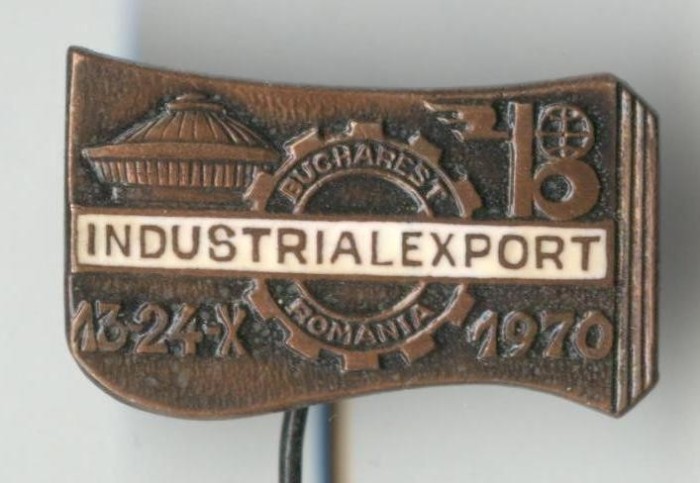 BUCHAREST
INDUSTRIALEXPORT
ROMANIA
13-24-X 1970